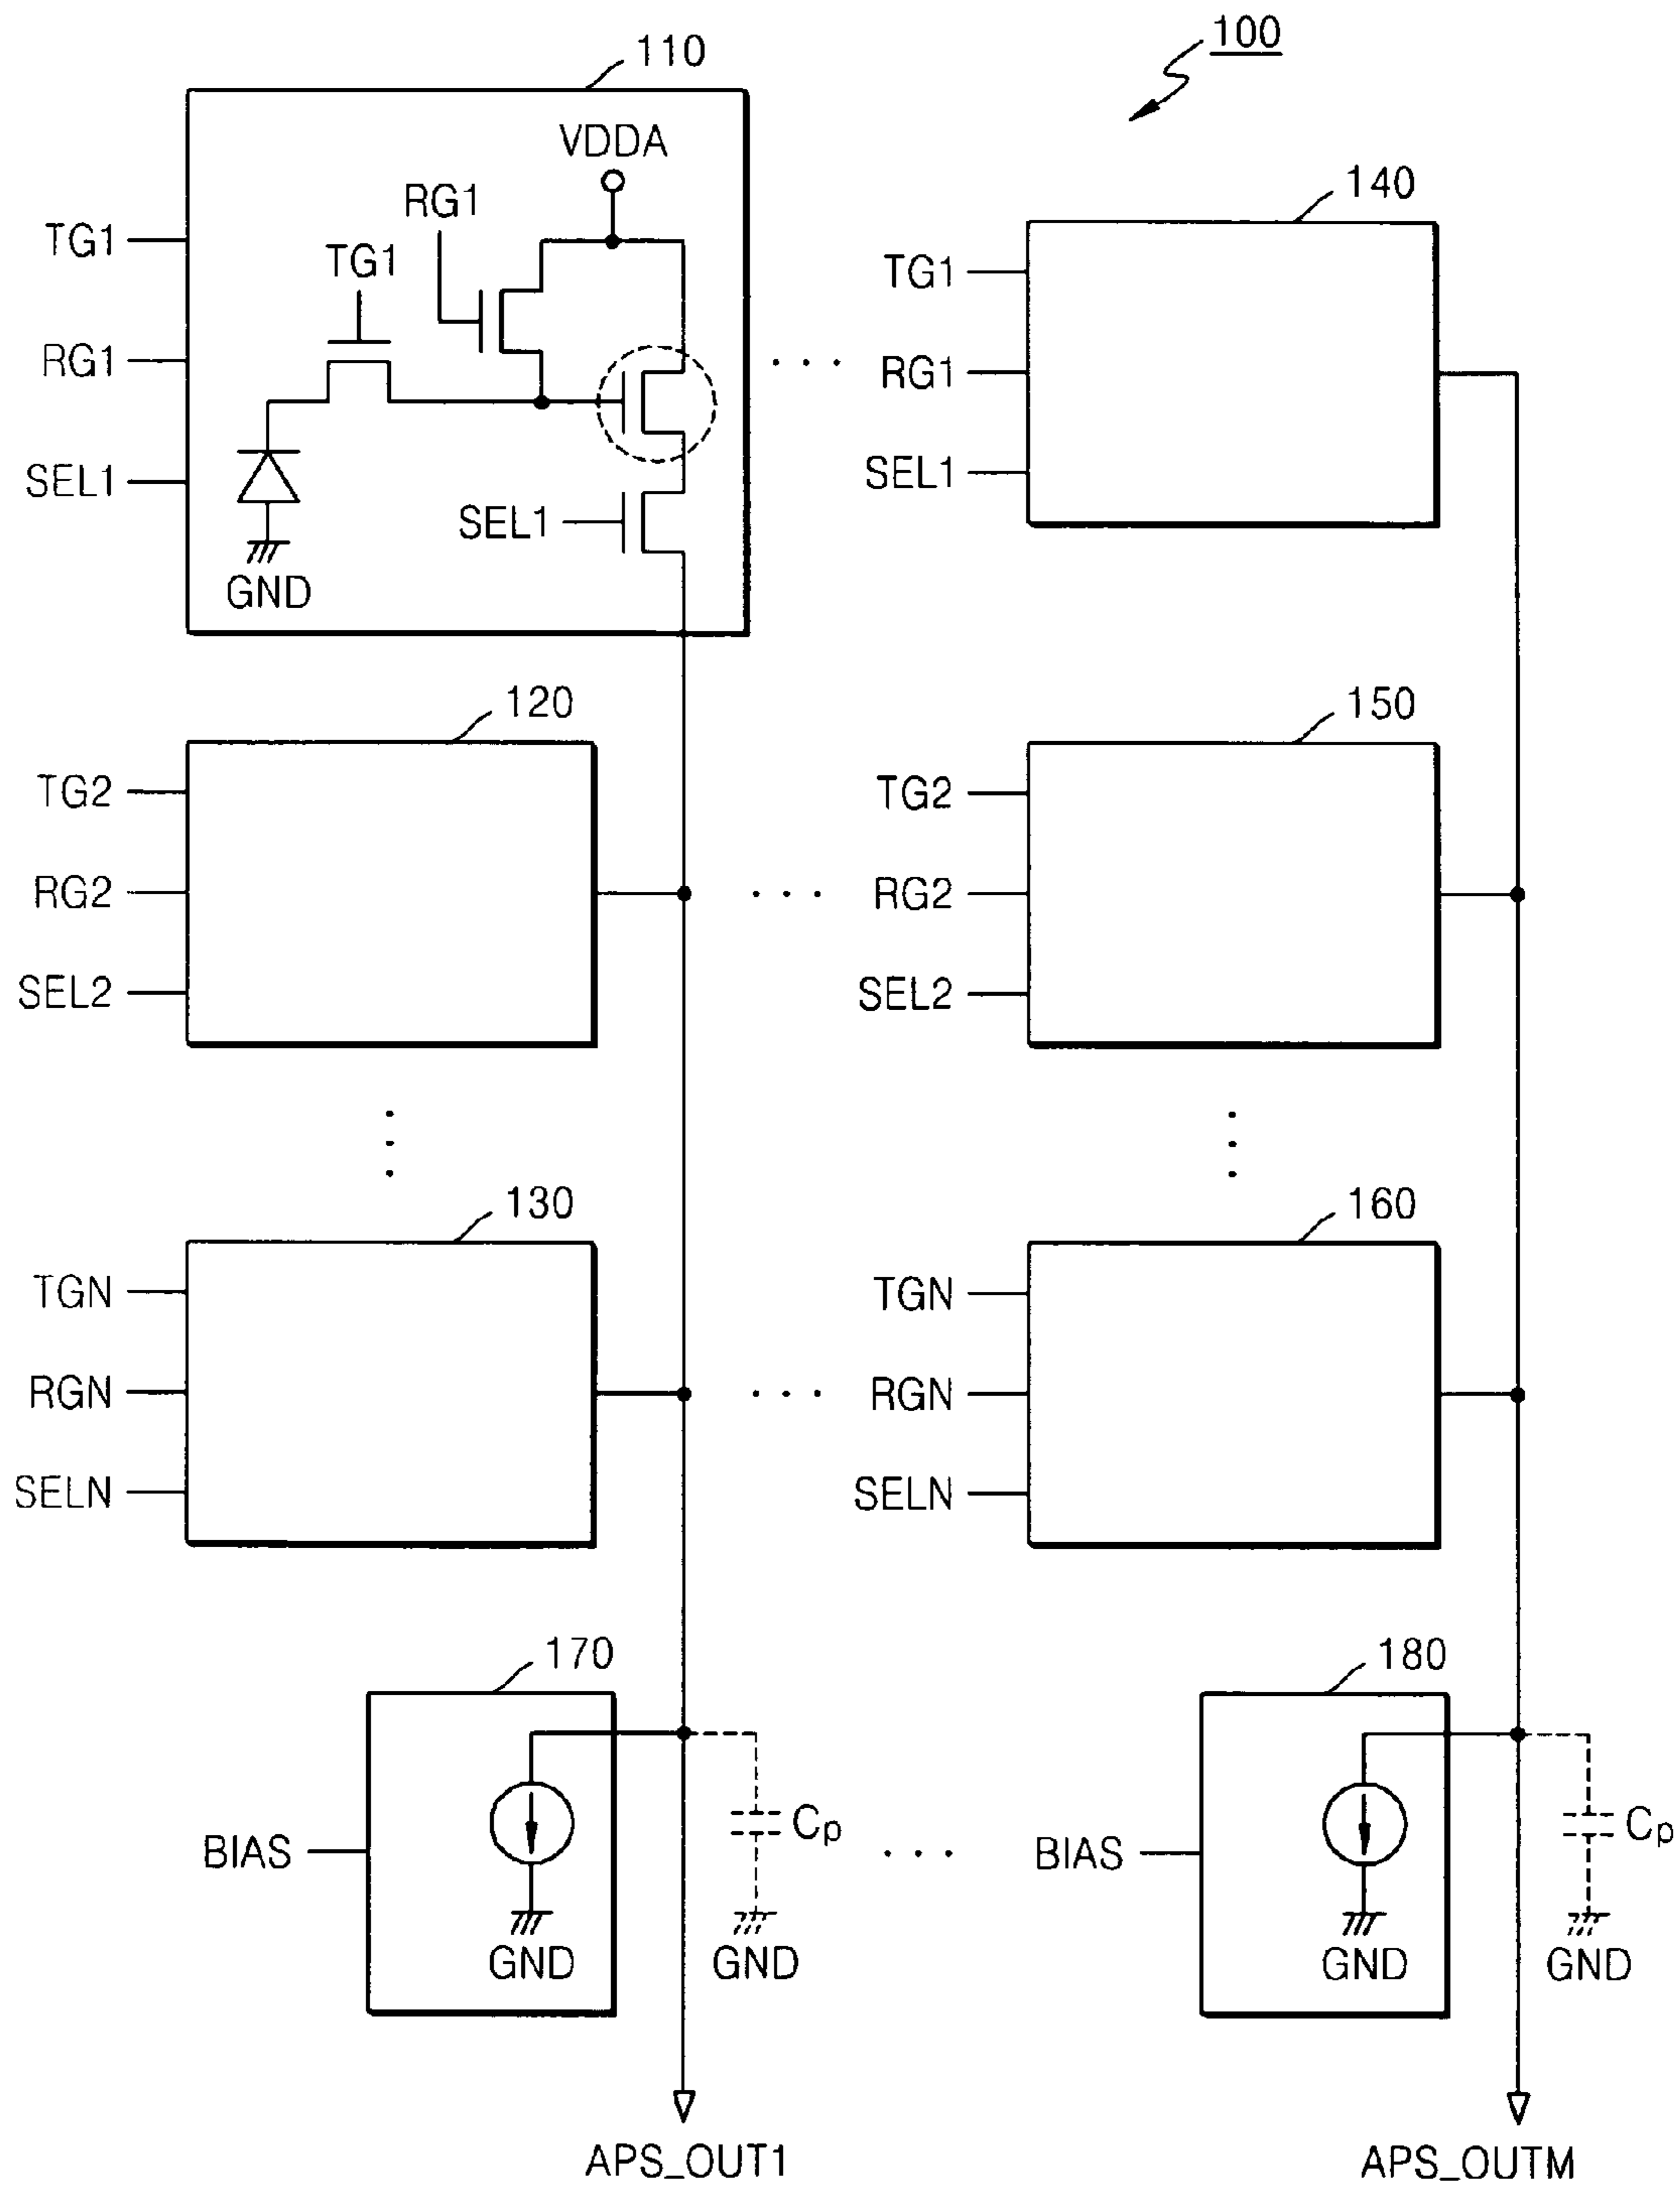 100
110
VDDA
RG1
TG1
TG1
RG1
SEL1
SEL1
GND
140
TG1
RG1
SEL1
120
TG2
RG2
SEL2
150
TG2
RG2
SEL2
130
TGN
RGN
SELN
160
TGN
RGN
SELN
170
BIAS
GND
Cp
GND
180
BIAS
GND
Cp
GND
APS_OUT1
APS_OUTM